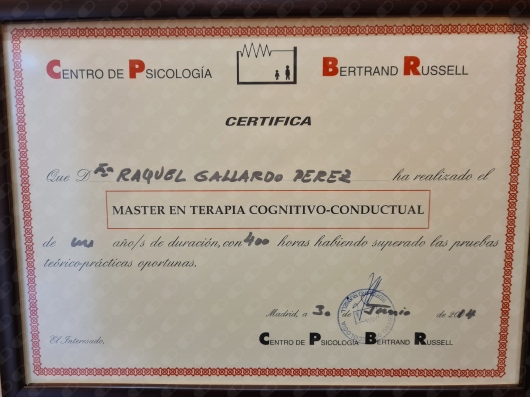 CENTRO DE PSICOLOGÍA BERTRAND RUSSELL
CERTIFICA
Que Dña RAQUEL GALLARDO PEREZ ha realizado el
MASTER EN TERAPIA COGNITIVO-CONDUCTUAL
de un año/s de duración, con 400 horas habiendo superado las pruebas
teórico-prácticas oportunas.
Madrid, a 30 de Junio de 2014
El Interesado,
CENTRO DE PSICOLOGÍA BERTRAND RUSSELL